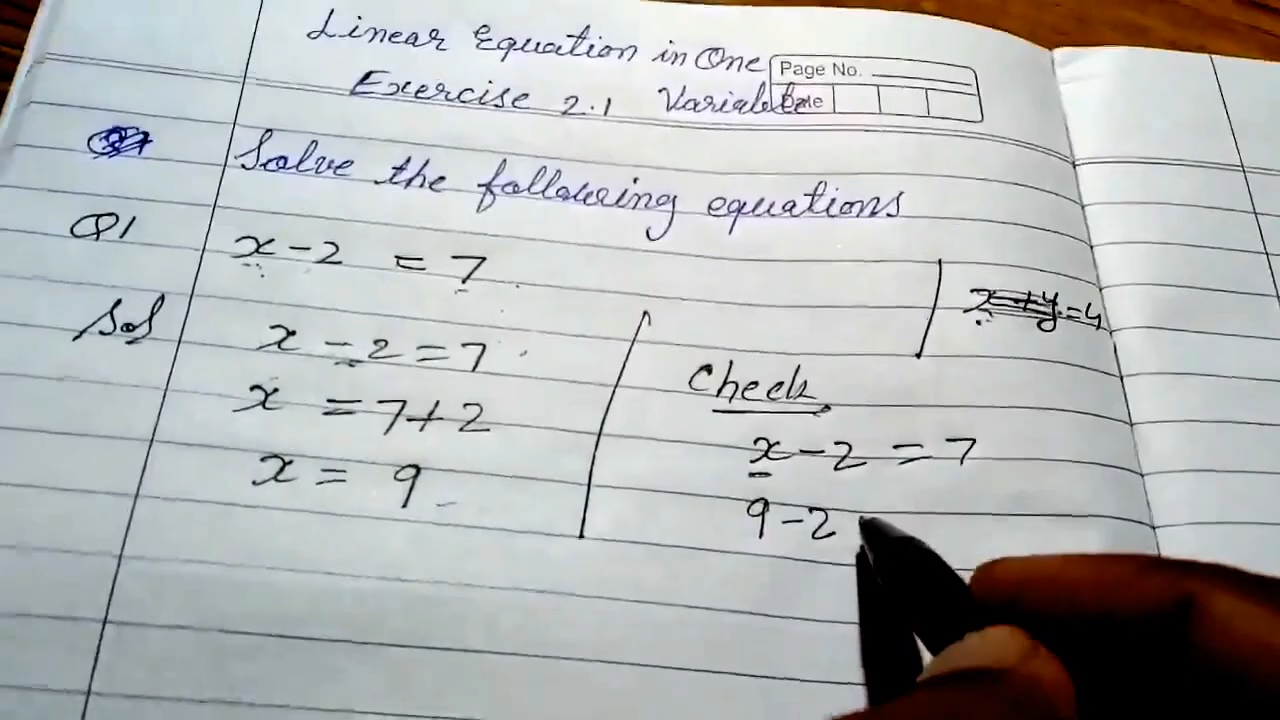 Linear Equation in One
Page No.
Exercise 2.1 Variable
Date
Solve the following equations
Q1 x - 2 = 7
x + y = 4
Sol x - 2 = 7
x = 7 + 2
x = 9
Check
x - 2 = 7
9 - 2